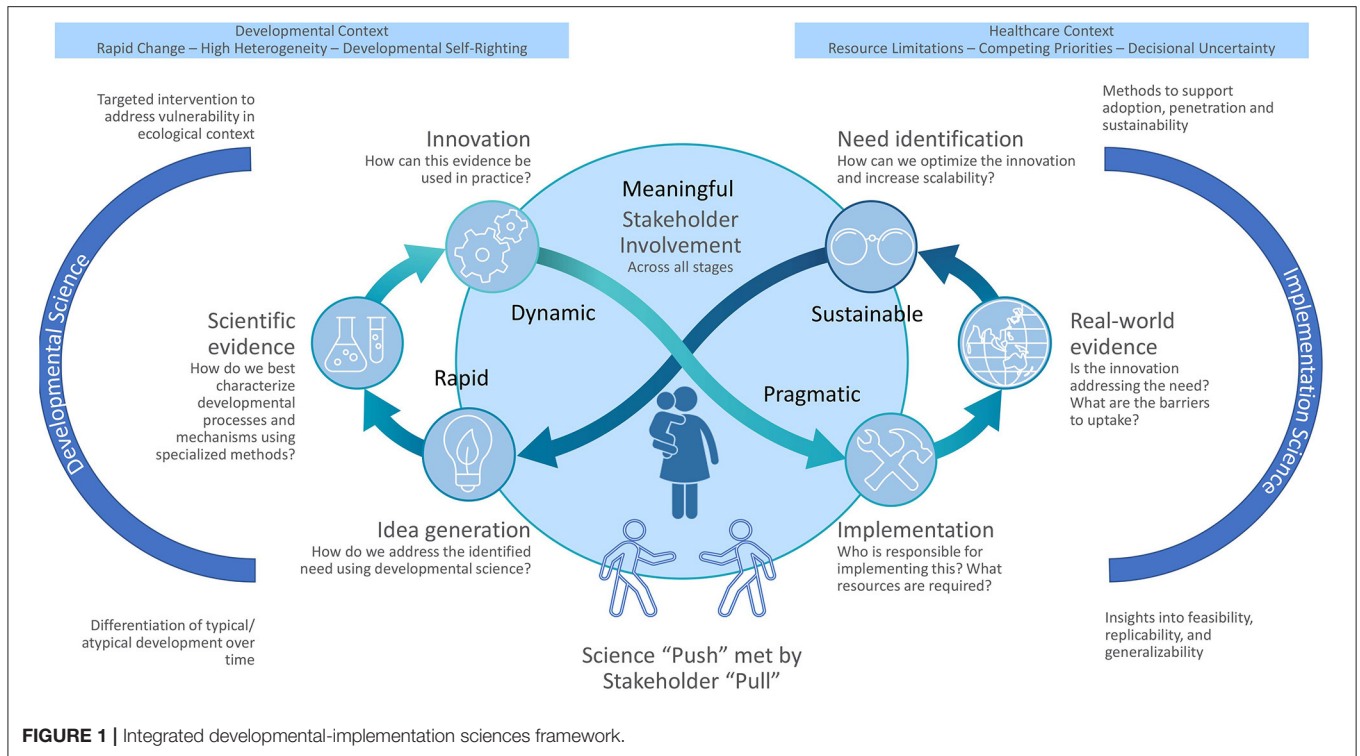 Developmental Context
Rapid Change – High Heterogeneity – Developmental Self-Righting
Healthcare Context
Resource Limitations – Competing Priorities – Decisional Uncertainty
Targeted intervention to
address vulnerability in
ecological context
Developmental Science
Differentiation of typical/
atypical development over
time
Innovation
How can this evidence be
used in practice?
Scientific
evidence
How do we best
characterize
developmental
processes and
mechanisms using
specialized methods?
Idea generation
How do we address the identified
need using developmental science?
Meaningful
Stakeholder
Involvement
Across all stages
Dynamic
Sustainable
Rapid
Pragmatic
Need identification
How can we optimize the innovation
and increase scalability?
Real-world
evidence
Is the innovation
addressing the need?
What are the barriers
to uptake?
Implementation
Who is responsible for
implementing this? What
resources are required?
Methods to support
adoption, penetration and
sustainability
Implementation Science
Insights into feasibility,
replicability, and
generalizability
Science “Push” met by
Stakeholder “Pull”
FIGURE 1 | Integrated developmental-implementation sciences framework.